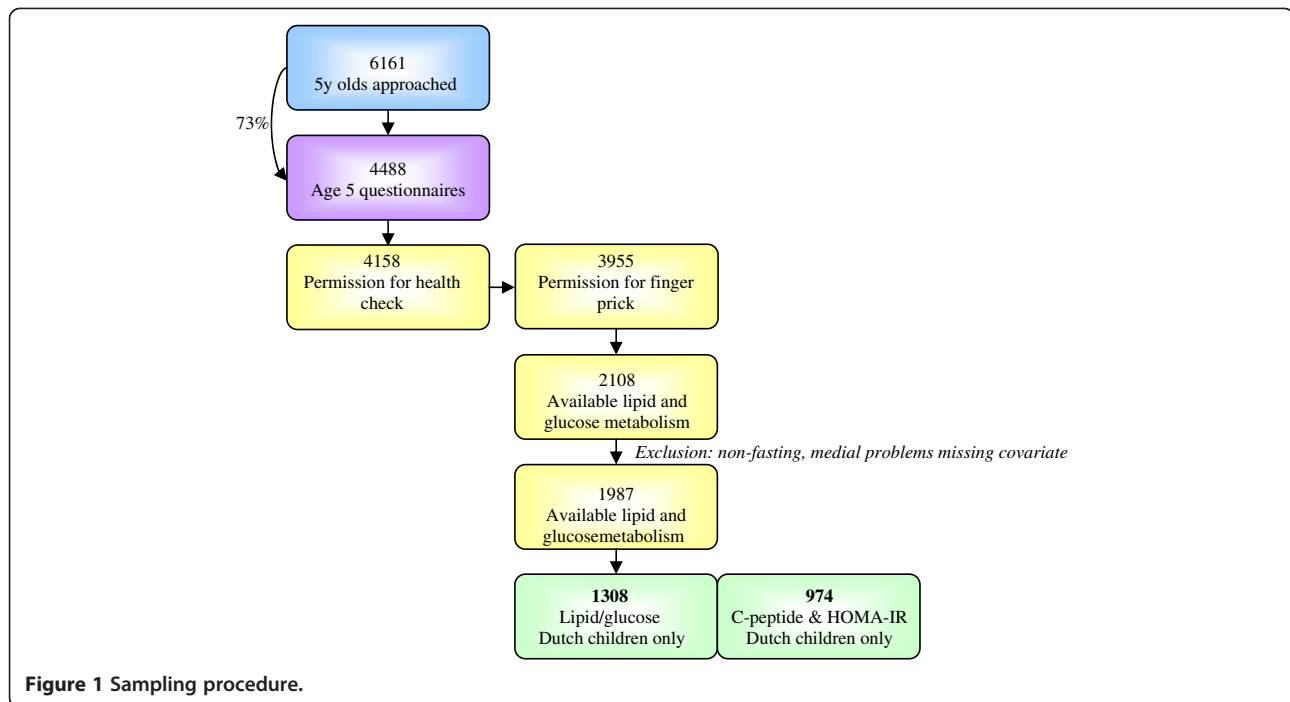 6161
5y olds approached
73%
4488
Age 5 questionnaires
4158
Permission for health
check
3955
Permission for finger
prick
2108
Available lipid and
glucose metabolism
Exclusion: non-fasting, medial problems missing covariate
1987
Available lipid and
glucosemetabolism
1308
Lipid/glucose
Dutch children only
974
C-peptide & HOMA-IR
Dutch children only
Figure 1 Sampling procedure.